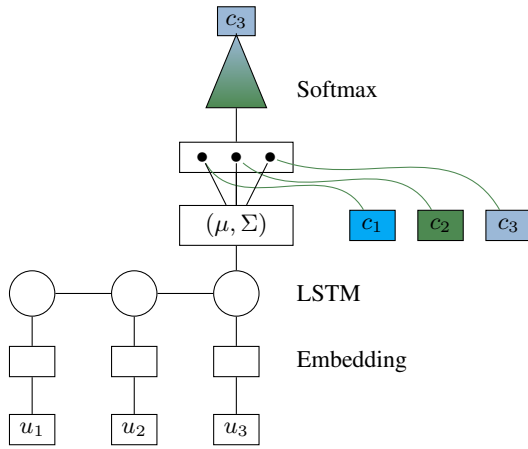 c₃
Softmax
(μ, Σ)
c₁ c₂ c₃
LSTM
Embedding
u₁ u₂ u₃